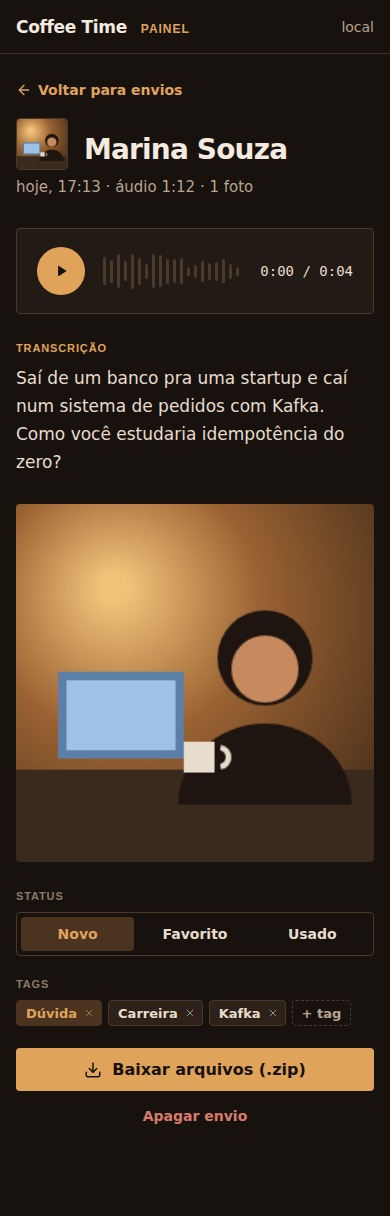 Coffee Time PAINEL local
← Voltar para envios
Marina Souza
hoje, 17:13 · áudio 1:12 · 1 foto
0:00 / 0:04
TRANSCRIÇÃO
Saí de um banco pra uma startup e caí
num sistema de pedidos com Kafka.
Como você estudaria idempotência do
zero?
STATUS
Novo Favorito Usado
TAGS
Dúvida × Carreira × Kafka × + tag
Baixar arquivos (.zip)
Apagar envio